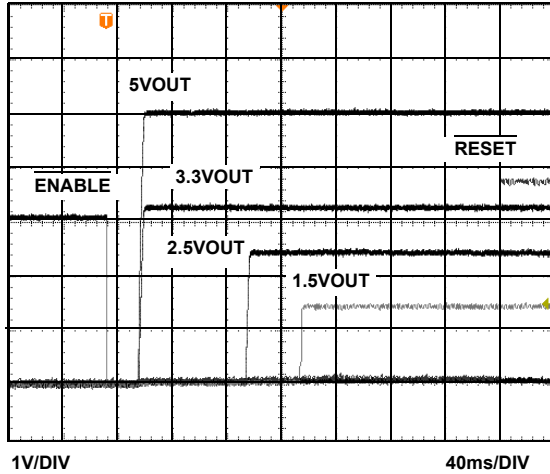 T
5VOUT
RESET
ENABLE
3.3VOUT
2.5VOUT
1.5VOUT
1V/DIV
40ms/DIV